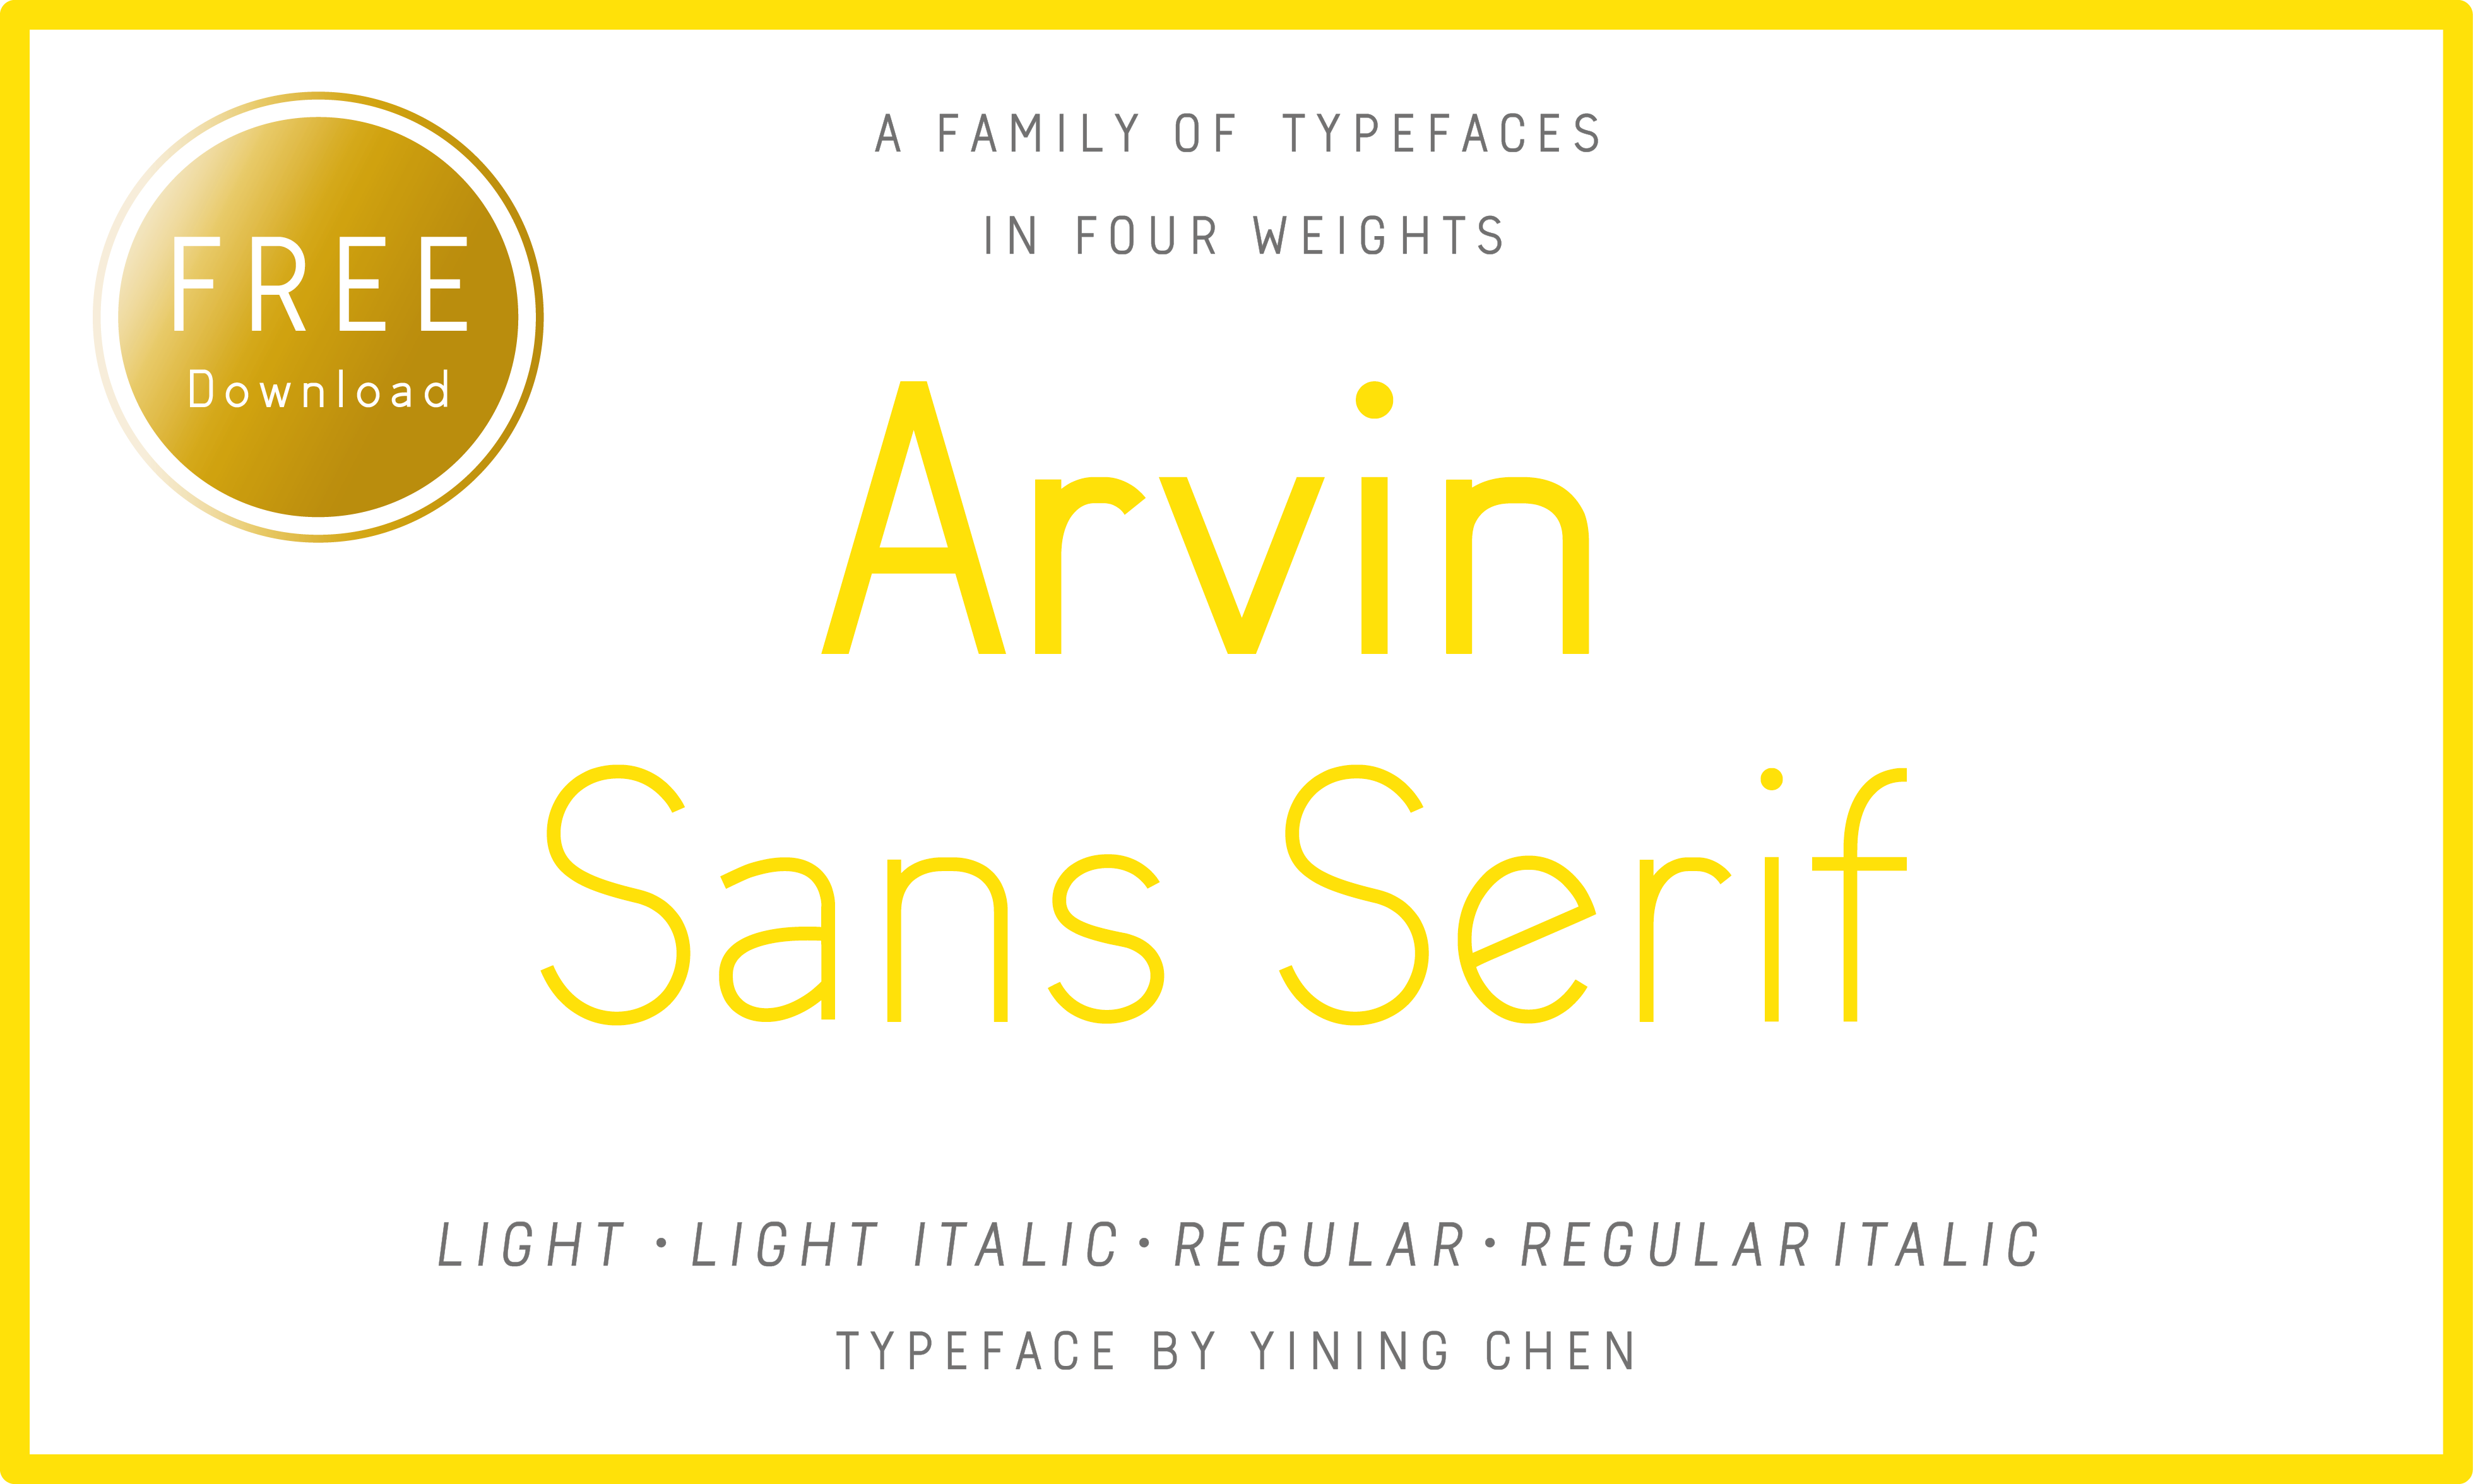 A FAMILY OF TYPEFACES
IN FOUR WEIGHTS
FREE
Download
Arvin
Sans Serif
LIGHT • LIGHT ITALIC • REGULAR • REGULAR ITALIC
TYPEFACE BY YINING CHEN